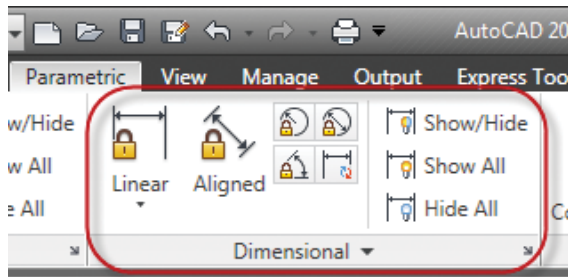 AutoCAD 20
Parametric View Manage Output Express Too
w/Hide
w All
e All
Linear
Aligned
Show/Hide
Show All
Hide All
Co
Dimensional